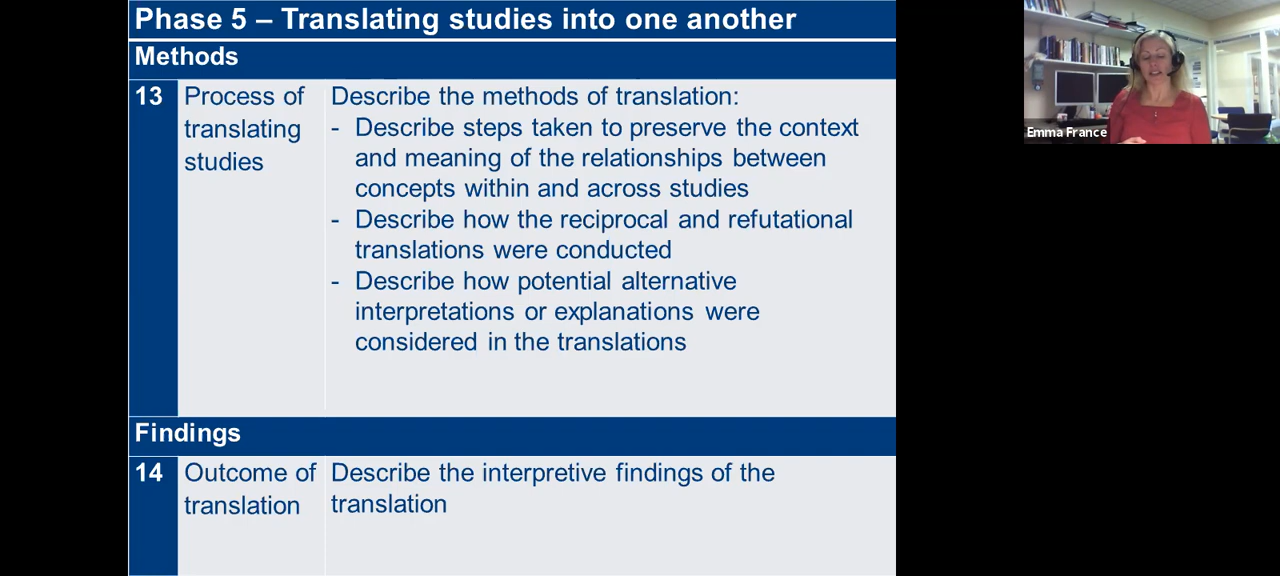 Phase 5 – Translating studies into one another
Methods
13 Process of translating studies
Describe the methods of translation:
- Describe steps taken to preserve the context
and meaning of the relationships between
concepts within and across studies
- Describe how the reciprocal and refutational
translations were conducted
- Describe how potential alternative
interpretations or explanations were
considered in the translations
Findings
14 Outcome of translation
Describe the interpretive findings of the
translation
Emma France